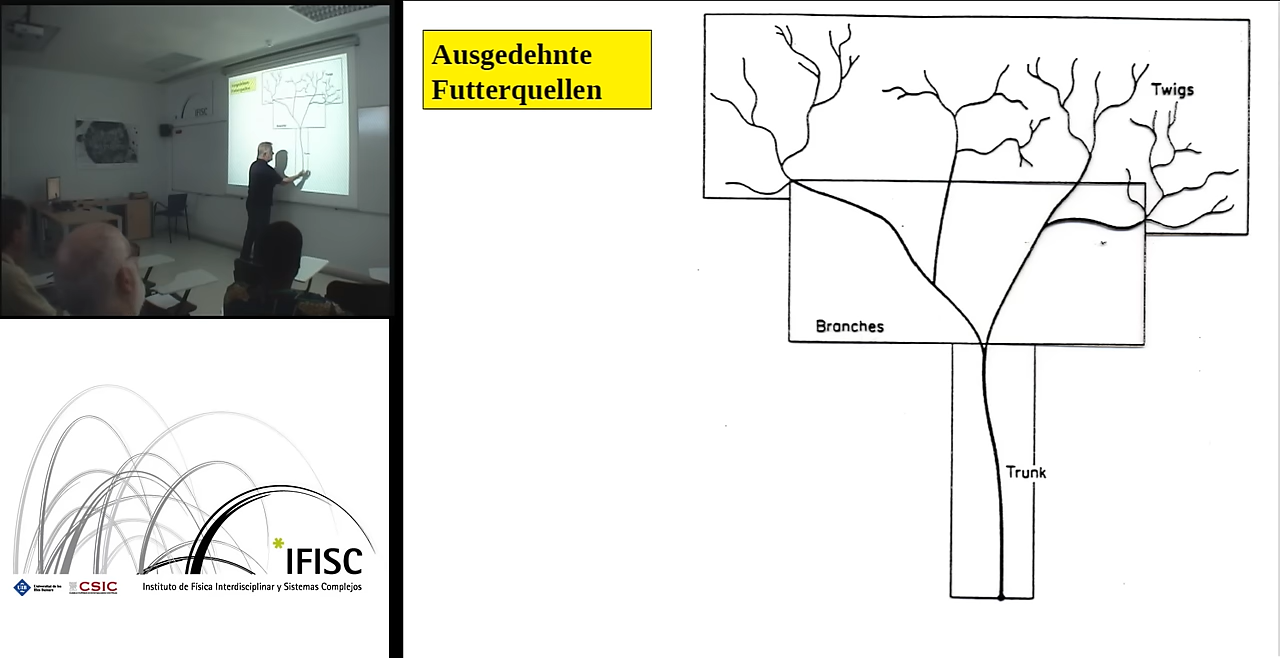 Ausgedehnte
Futterquellen
Twigs
Branches
Trunk
IFISC
CSIC
Instituto de Física Interdisciplinar y Sistemas Complejos